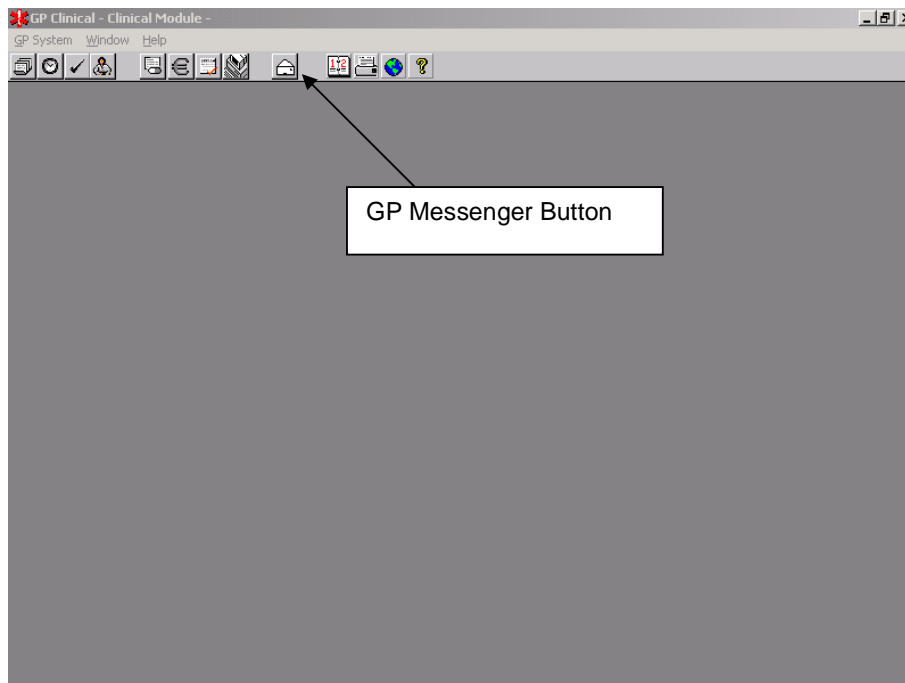 GP Clinical - Clinical Module -
GP System Window Help
GP Messenger Button